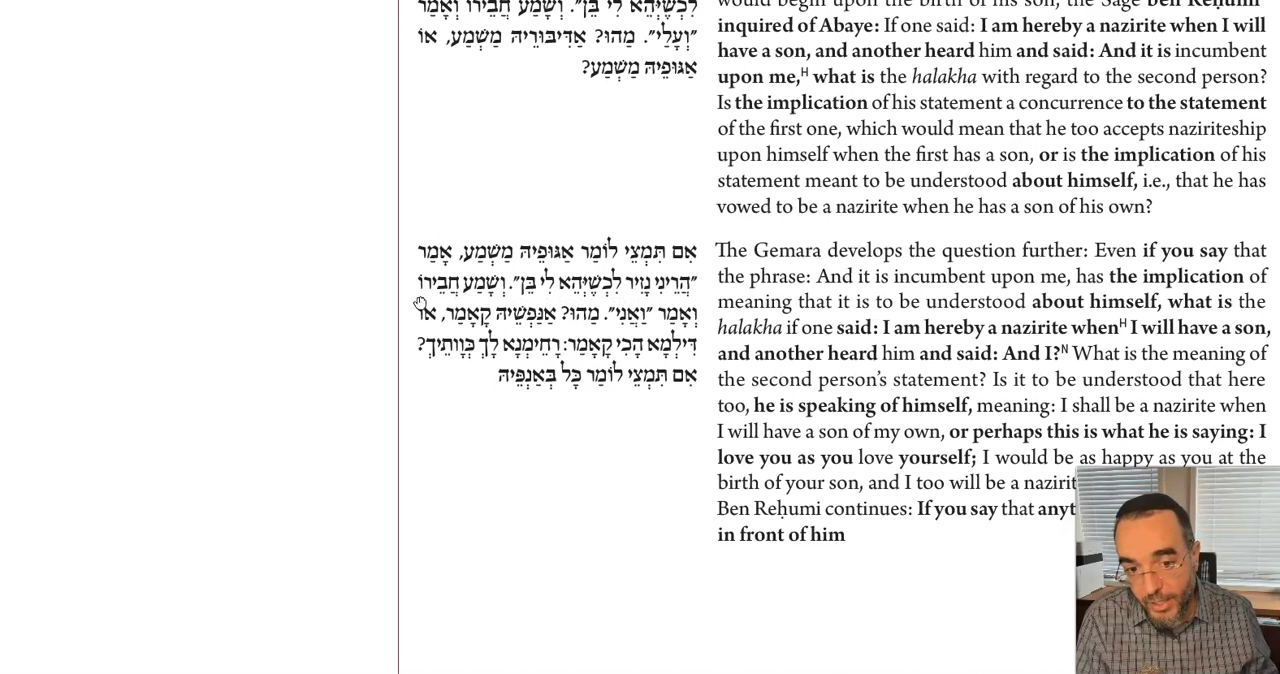 לִכְשֶׁיְּהֵא לִי בֵּן״. וְשָׁמַע חֲבֵירוֹ וְאָמַר
״וְעָלַי״. מַהוּ? אַדִּיבּוּרֵיהּ מַשְׁמַע, אוֹ
אַגּוּפֵיהּ מַשְׁמַע?
אִם תִּמְצֵי לוֹמַר אַגּוּפֵיהּ מַשְׁמַע, אָמַר
״הֲרֵינִי נָזִיר לִכְשֶׁיְּהֵא לִי בֵּן״. וְשָׁמַע חֲבֵירוֹ
וְאָמַר ״וַאֲנִי״. מַהוּ? אַנַּפְשֵׁיהּ קָאָמַר, אוֹ
דִּילְמָא הָכִי קָאָמַר: רָחֵימְנָא לָךְ כְּוָותֵיךְ?
אִם תִּמְצֵי לוֹמַר כֹּל בְּאַנְפֵּיהּ
would begin upon the birth of his son, the Sage ben Reḥumi
inquired of Abaye: If one said: I am hereby a nazirite when I will
have a son, and another heard him and said: And it is incumbent
upon me,ᴴ what is the halakha with regard to the second person?
Is the implication of his statement a concurrence to the statement
of the first one, which would mean that he too accepts naziriteship
upon himself when the first has a son, or is the implication of his
statement meant to be understood about himself, i.e., that he has
vowed to be a nazirite when he has a son of his own?
The Gemara develops the question further: Even if you say that
the phrase: And it is incumbent upon me, has the implication of
meaning that it is to be understood about himself, what is the
halakha if one said: I am hereby a nazirite whenᴴ I will have a son,
and another heard him and said: And I?ᴺ What is the meaning of
the second person’s statement? Is it to be understood that here
too, he is speaking of himself, meaning: I shall be a nazirite when
I will have a son of my own, or perhaps this is what he is saying: I
love you as you love yourself; I would be as happy as you at the
birth of your son, and I too will be a
Ben Reḥumi continues: If you say that
in front of him